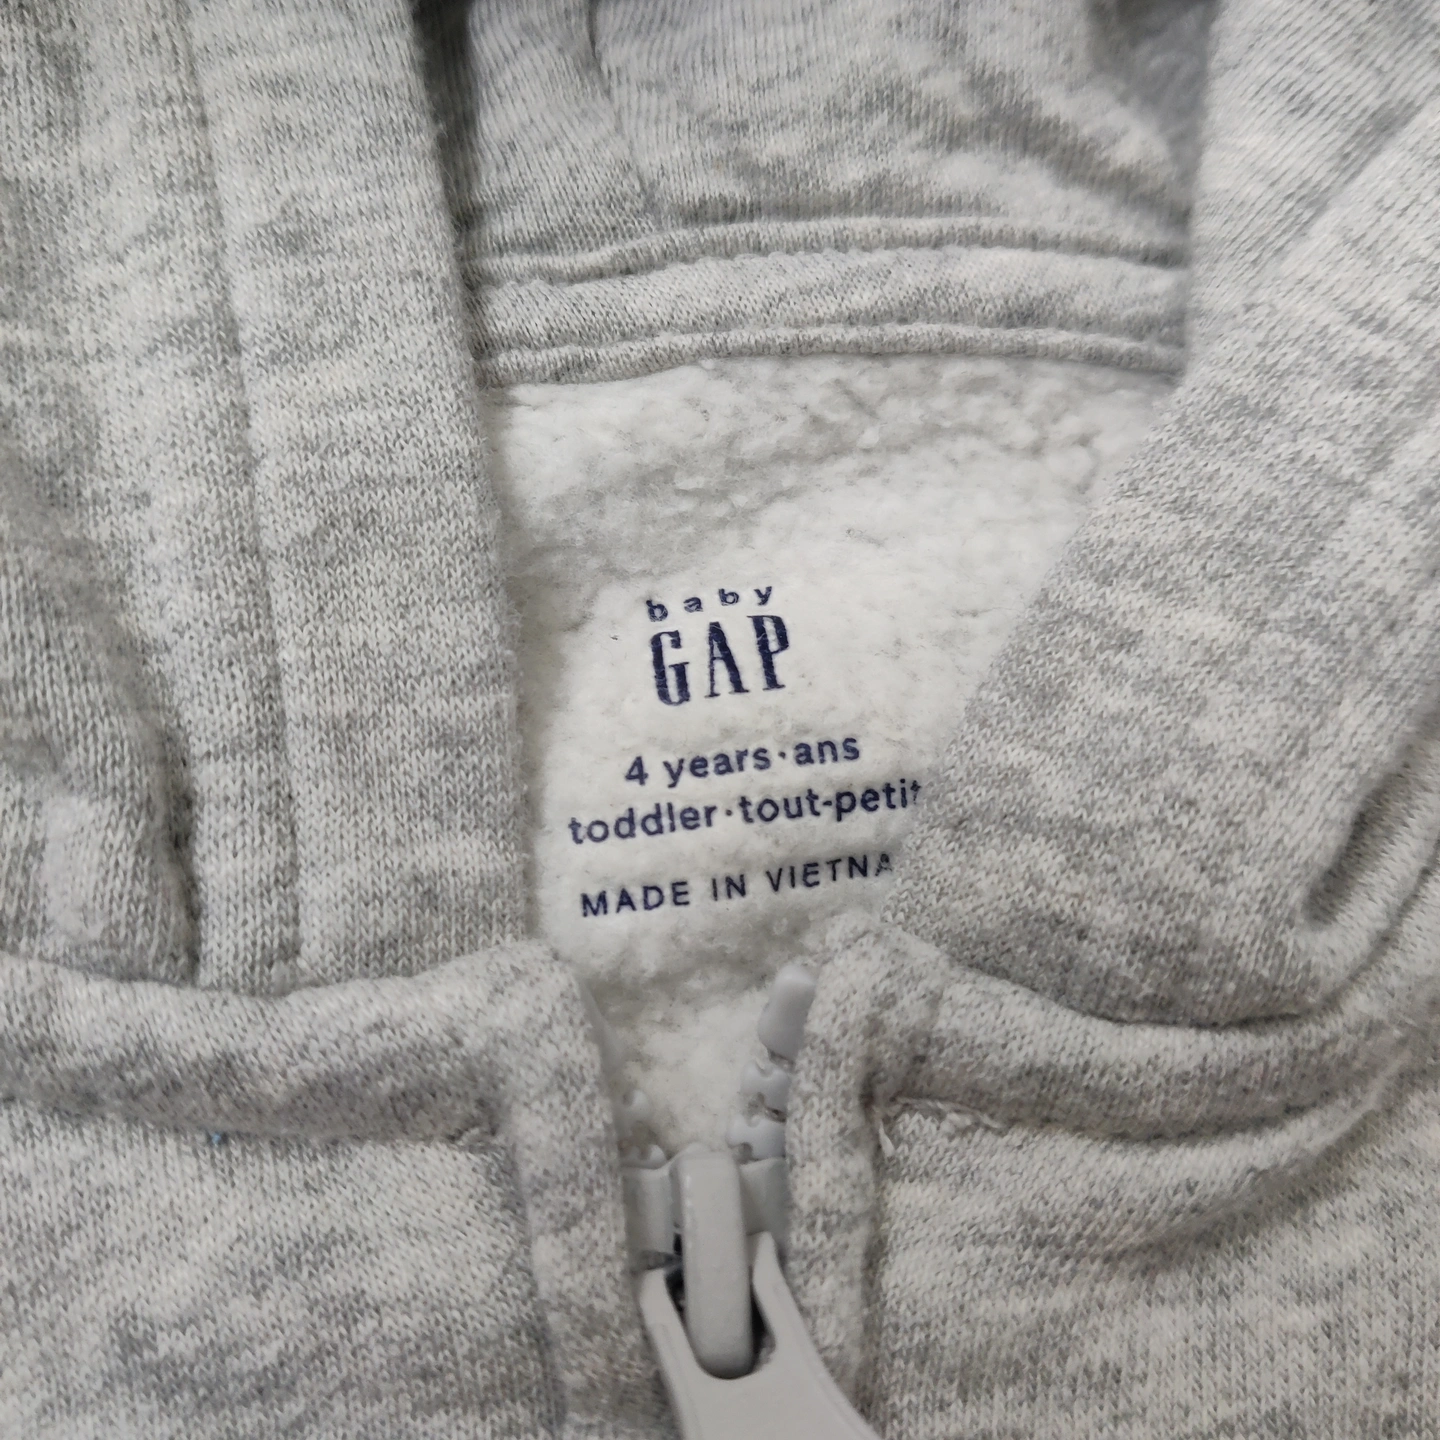 baby
GAP
4 years·ans
toddler·tout-petit
MADE IN VIETNA